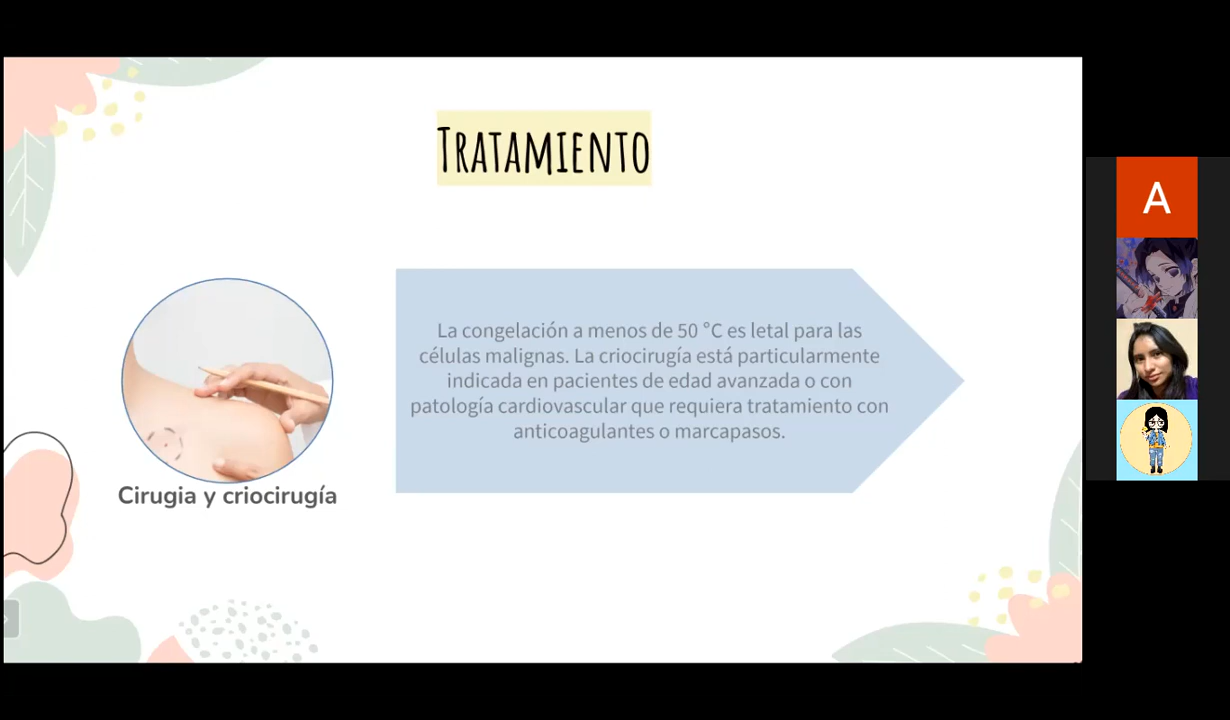 Tratamiento
La congelación a menos de 50 °C es letal para las
células malignas. La criocirugía está particularmente
indicada en pacientes de edad avanzada o con
patología cardiovascular que requiera tratamiento con
anticoagulantes o marcapasos.
Cirugia y criocirugía
A